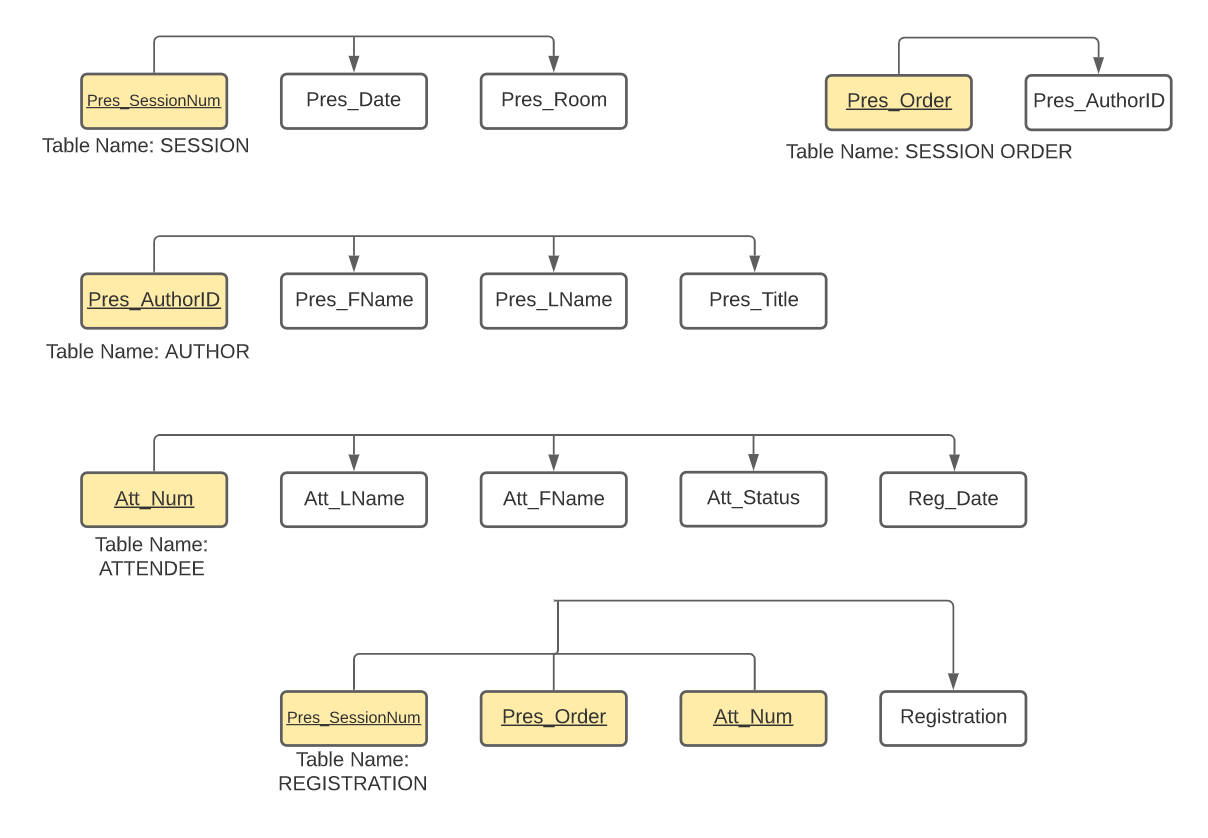 Pres_SessionNum
Pres_Date
Pres_Room
Table Name: SESSION
Pres_Order
Pres_AuthorID
Table Name: SESSION ORDER
Pres_AuthorID
Pres_FName
Pres_LName
Pres_Title
Table Name: AUTHOR
Att_Num
Att_LName
Att_FName
Att_Status
Reg_Date
Table Name:
ATTENDEE
Pres_SessionNum
Pres_Order
Att_Num
Registration
Table Name:
REGISTRATION